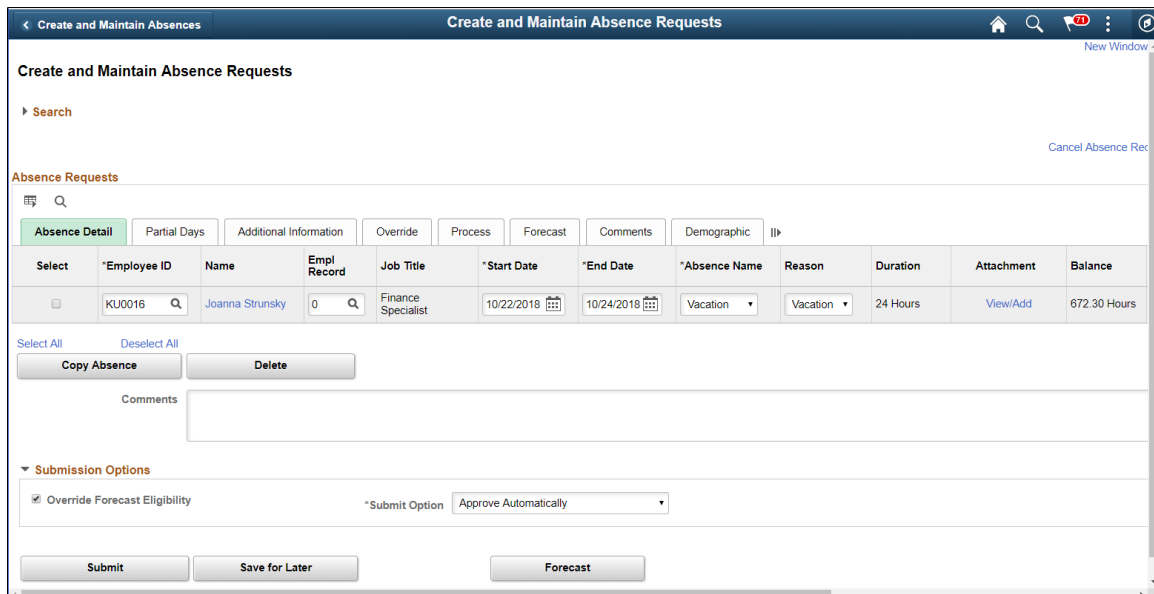 Create and Maintain Absences
Create and Maintain Absence Requests
71
New Window
Create and Maintain Absence Requests
Search
Cancel Absence Rec
Absence Requests
Absence Detail Partial Days Additional Information Override Process Forecast Comments Demographic
Select *Employee ID Name Empl Record Job Title *Start Date *End Date *Absence Name Reason Duration Attachment Balance
KU0016 Joanna Strunsky 0 Finance Specialist 10/22/2018 10/24/2018 Vacation Vacation 24 Hours View/Add 672.30 Hours
Select All Deselect All
Copy Absence Delete
Comments
Submission Options
Override Forecast Eligibility *Submit Option Approve Automatically
Submit Save for Later Forecast